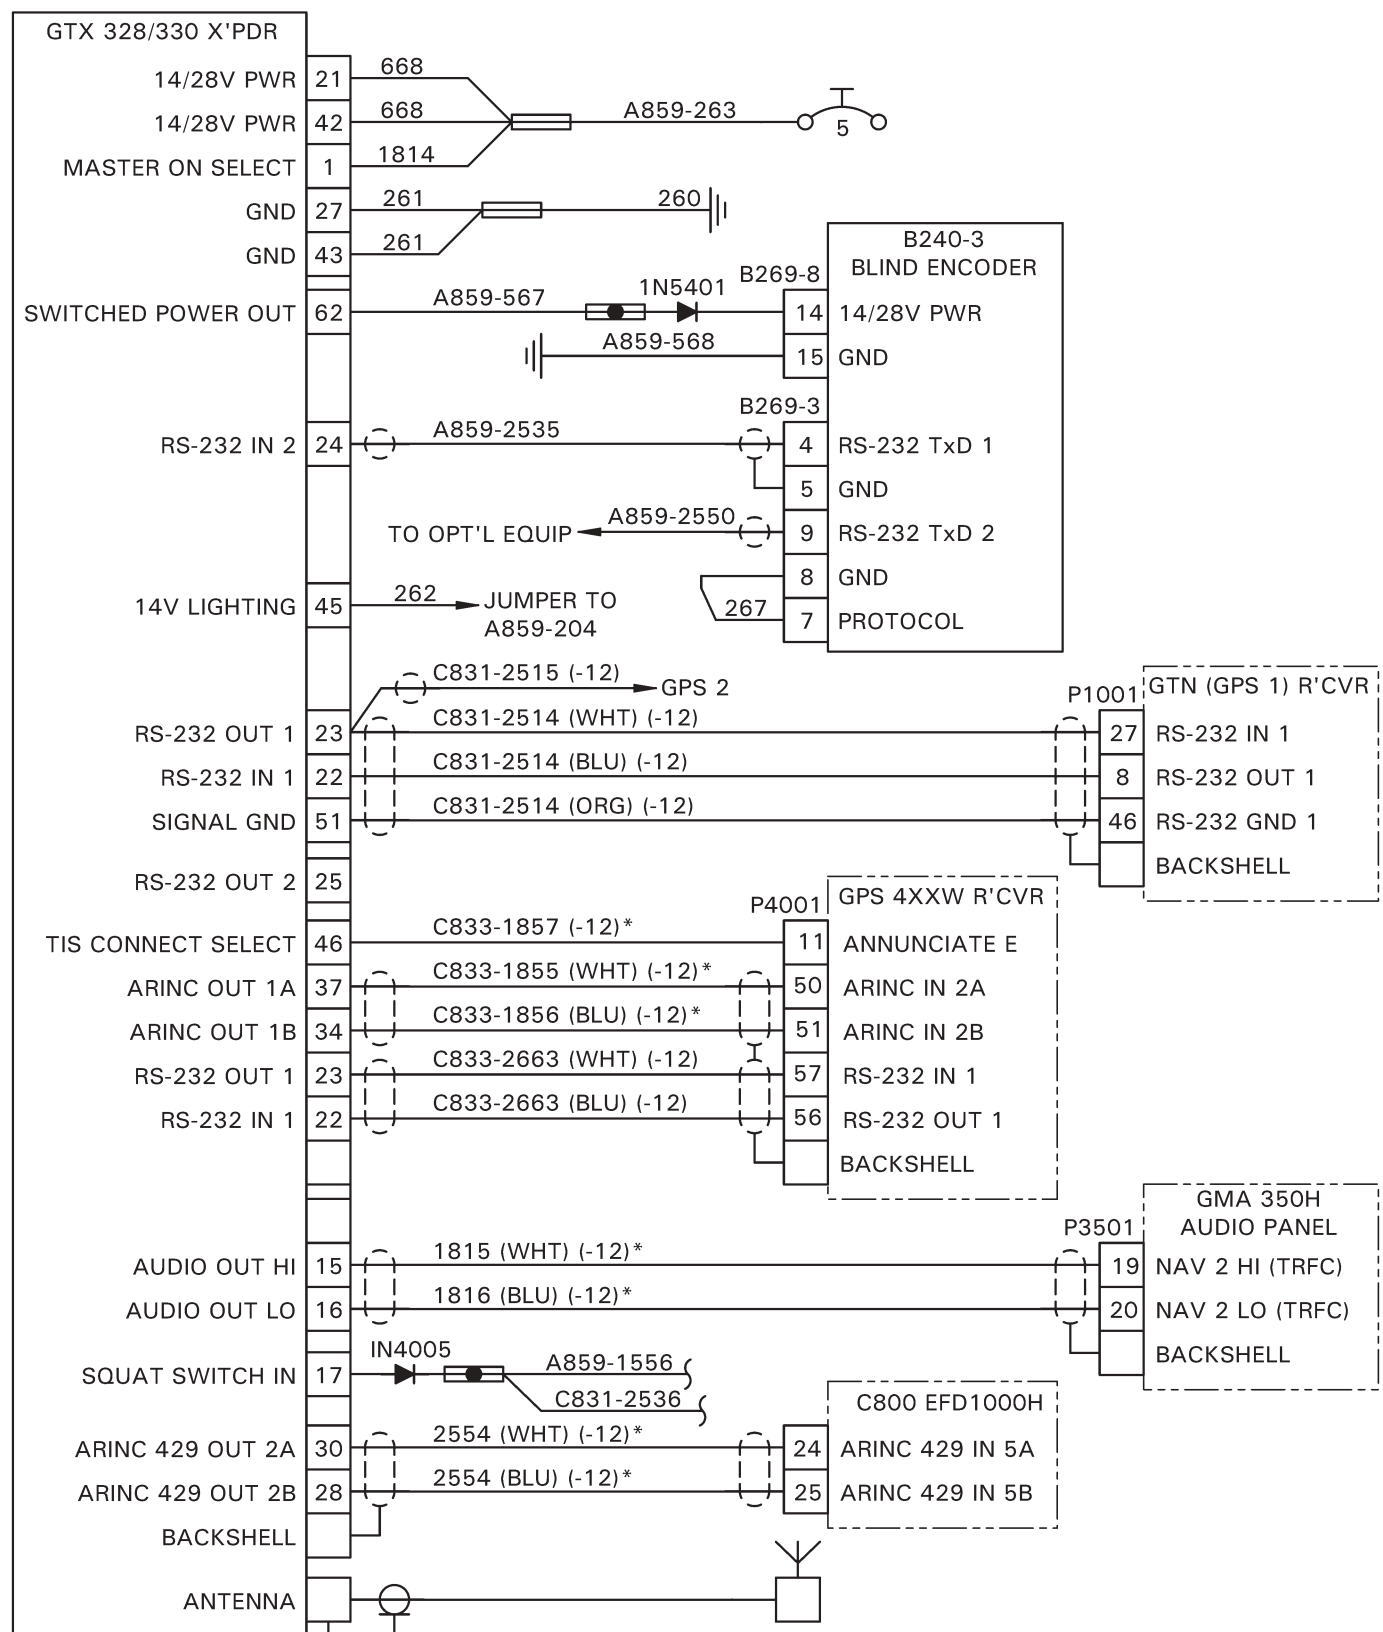 GTX 328/330 X'PDR
14/28V PWR 21 668
14/28V PWR 42 668 A859-263 5
MASTER ON SELECT 1 1814
GND 27 261 260
GND 43 261
B240-3
BLIND ENCODER
B269-8
SWITCHED POWER OUT 62 A859-567 1N5401 14 14/28V PWR
A859-568 15 GND
B269-3
RS-232 IN 2 24 A859-2535 4 RS-232 TxD 1
5 GND
TO OPT'L EQUIP A859-2550 9 RS-232 TxD 2
8 GND
14V LIGHTING 45 262 JUMPER TO
A859-204
267 7 PROTOCOL
C831-2515 (-12) GPS 2
P1001 GTN (GPS 1) R'CVR
RS-232 OUT 1 23 C831-2514 (WHT) (-12) 27 RS-232 IN 1
RS-232 IN 1 22 C831-2514 (BLU) (-12) 8 RS-232 OUT 1
SIGNAL GND 51 C831-2514 (ORG) (-12) 46 RS-232 GND 1
BACKSHELL
RS-232 OUT 2 25
P4001 GPS 4XXW R'CVR
TIS CONNECT SELECT 46 C833-1857 (-12)* 11 ANNUNCIATE E
ARINC OUT 1A 37 C833-1855 (WHT) (-12)* 50 ARINC IN 2A
ARINC OUT 1B 34 C833-1856 (BLU) (-12)* 51 ARINC IN 2B
RS-232 OUT 1 23 C833-2663 (WHT) (-12) 57 RS-232 IN 1
RS-232 IN 1 22 C833-2663 (BLU) (-12) 56 RS-232 OUT 1
BACKSHELL
GMA 350H
AUDIO PANEL
P3501
AUDIO OUT HI 15 1815 (WHT) (-12)* 19 NAV 2 HI (TRFC)
AUDIO OUT LO 16 1816 (BLU) (-12)* 20 NAV 2 LO (TRFC)
BACKSHELL
SQUAT SWITCH IN 17 IN4005 A859-1556
C831-2536
C800 EFD1000H
ARINC 429 OUT 2A 30 2554 (WHT) (-12)* 24 ARINC 429 IN 5A
ARINC 429 OUT 2B 28 2554 (BLU) (-12)* 25 ARINC 429 IN 5B
BACKSHELL
ANTENNA